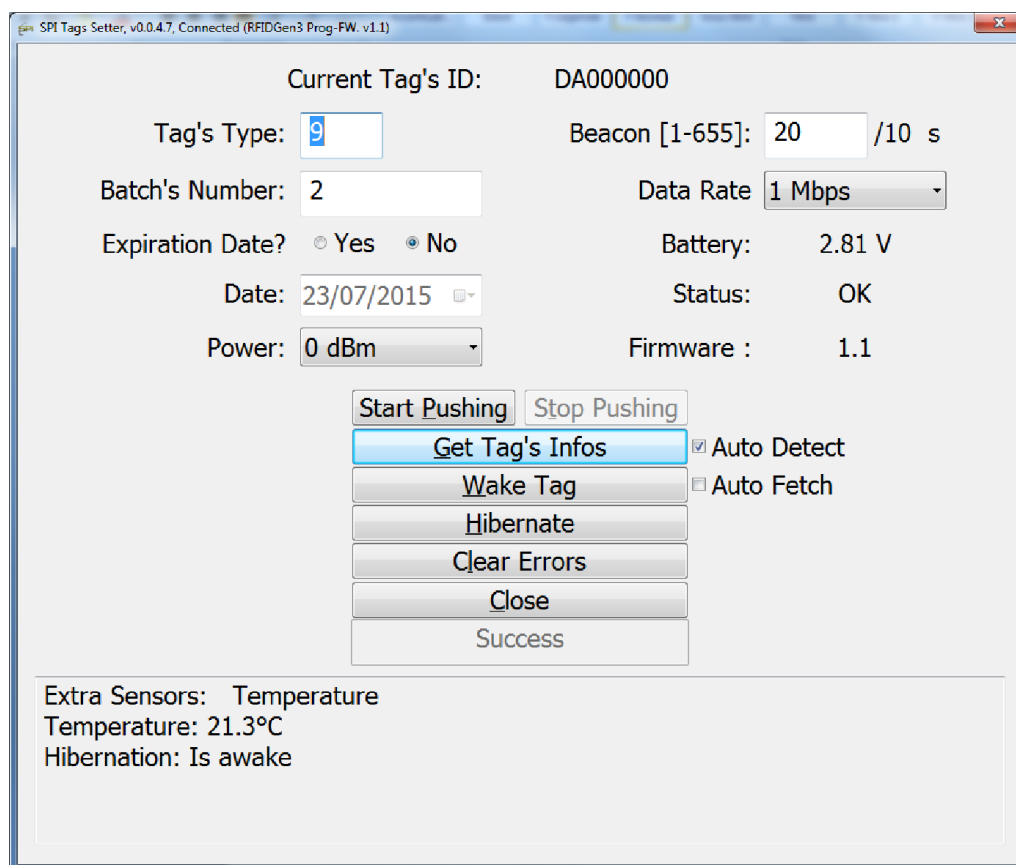 SPI Tags Setter, v0.0.4.7, Connected (RFIDGen3 Prog-FW. v1.1)
Current Tag's ID: DA000000
Tag's Type: 9 Beacon [1-655]: 20 /10 s
Batch's Number: 2 Data Rate 1 Mbps
Expiration Date? Yes No Battery: 2.81 V
Date: 23/07/2015 Status: OK
Power: 0 dBm Firmware : 1.1
Start Pushing Stop Pushing
Get Tag's Infos Auto Detect
Wake Tag Auto Fetch
Hibernate
Clear Errors
Close
Success
Extra Sensors: Temperature
Temperature: 21.3°C
Hibernation: Is awake